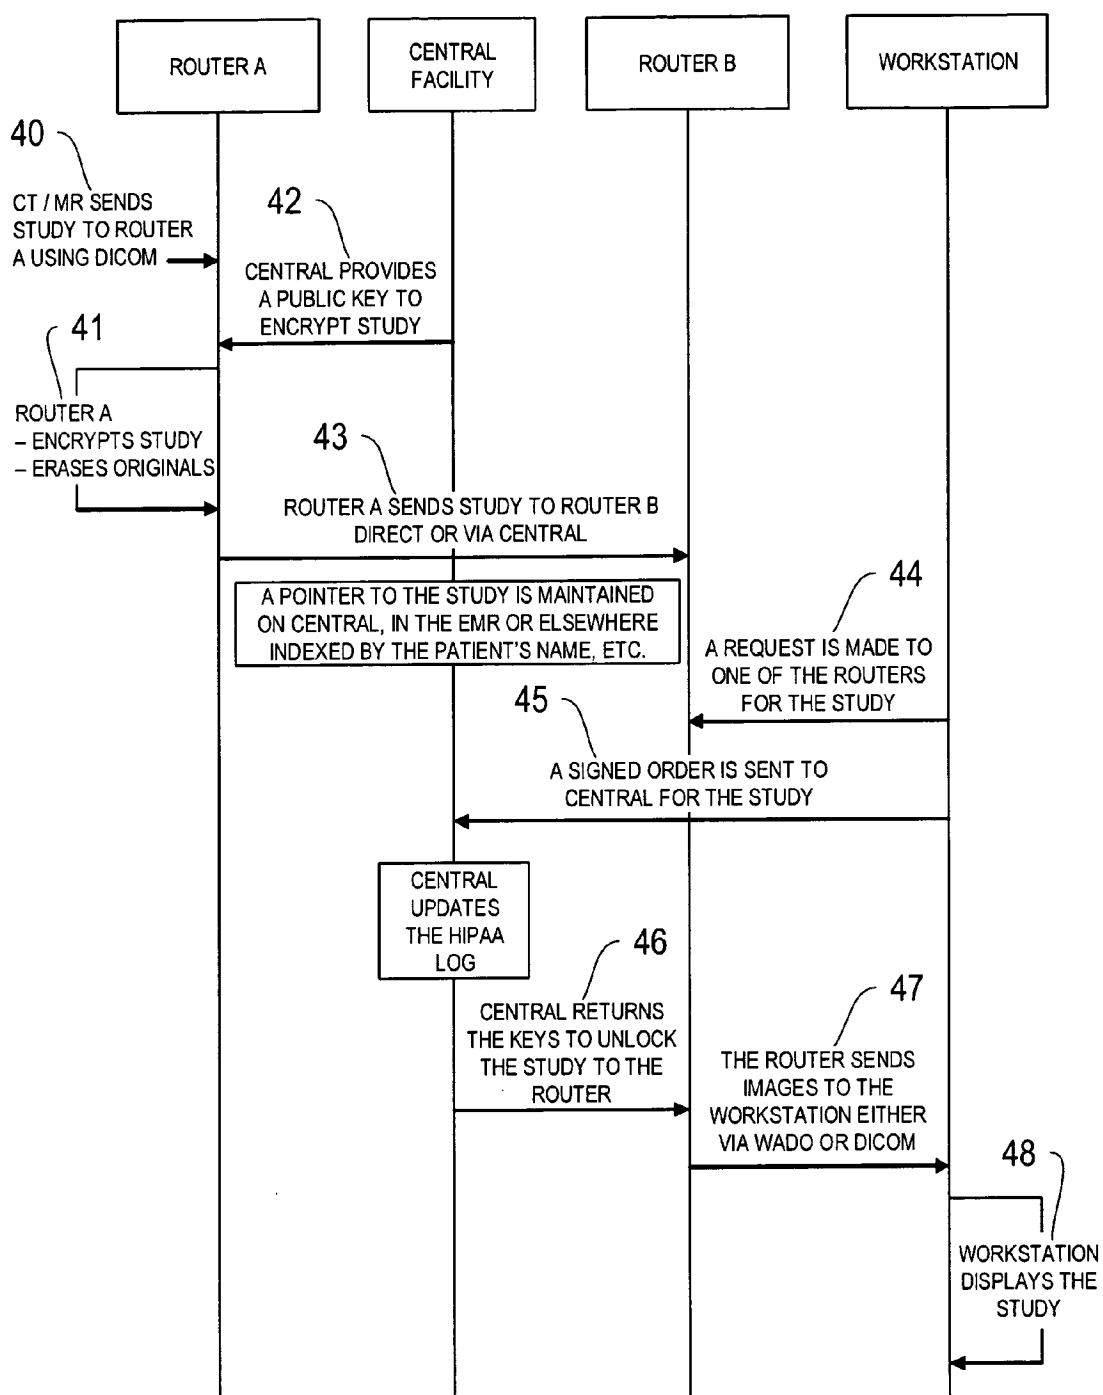 ROUTER A
CENTRAL
FACILITY
ROUTER B
WORKSTATION
40
CT / MR SENDS
STUDY TO ROUTER
A USING DICOM
42
CENTRAL PROVIDES
A PUBLIC KEY TO
ENCRYPT STUDY
41
ROUTER A
– ENCRYPTS STUDY
– ERASES ORIGINALS
43
ROUTER A SENDS STUDY TO ROUTER B
DIRECT OR VIA CENTRAL
A POINTER TO THE STUDY IS MAINTAINED
ON CENTRAL, IN THE EMR OR ELSEWHERE
INDEXED BY THE PATIENT'S NAME, ETC.
44
A REQUEST IS MADE TO
ONE OF THE ROUTERS
FOR THE STUDY
45
A SIGNED ORDER IS SENT TO
CENTRAL FOR THE STUDY
CENTRAL
UPDATES
THE HIPAA
LOG
46
CENTRAL RETURNS
THE KEYS TO UNLOCK
THE STUDY TO THE
ROUTER
47
THE ROUTER SENDS
IMAGES TO THE
WORKSTATION EITHER
VIA WADO OR DICOM
48
WORKSTATION
DISPLAYS THE
STUDY